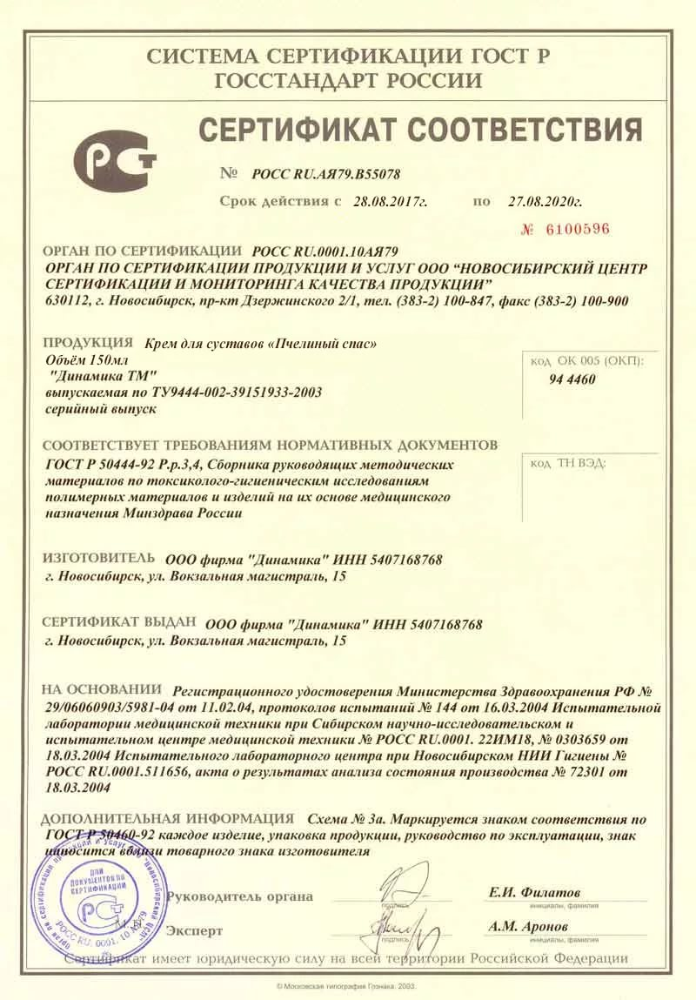 СИСТЕМА СЕРТИФИКАЦИИ ГОСТ Р
ГОССТАНДАРТ РОССИИ
РСТ
СЕРТИФИКАТ СООТВЕТСТВИЯ
№ РОСС RU.АЯ79.В55078
Срок действия с 28.08.2017г. по 27.08.2020г.
№ 6100596
ОРГАН ПО СЕРТИФИКАЦИИ РОСС RU.0001.10АЯ79
ОРГАН ПО СЕРТИФИКАЦИИ ПРОДУКЦИИ И УСЛУГ ООО “НОВОСИБИРСКИЙ ЦЕНТР
СЕРТИФИКАЦИИ И МОНИТОРИНГА КАЧЕСТВА ПРОДУКЦИИ”
630112, г. Новосибирск, пр-кт Дзержинского 2/1, тел. (383-2) 100-847, факс (383-2) 100-900
ПРОДУКЦИЯ Крем для суставов «Пчелиный спас»
Объём 150мл
"Динамика ТМ"
выпускаемая по ТУ9444-002-39151933-2003
серийный выпуск
код ОК 005 (ОКП):
94 4460
СООТВЕТСТВУЕТ ТРЕБОВАНИЯМ НОРМАТИВНЫХ ДОКУМЕНТОВ
ГОСТ Р 50444-92 Р.р.3,4, Сборника руководящих методических
материалов по токсиколого-гигиеническим исследованиям
полимерных материалов и изделий на их основе медицинского
назначения Минздрава России
код ТН ВЭД:
ИЗГОТОВИТЕЛЬ ООО фирма "Динамика" ИНН 5407168768
г. Новосибирск, ул. Вокзальная магистраль, 15
СЕРТИФИКАТ ВЫДАН ООО фирма "Динамика" ИНН 5407168768
г. Новосибирск, ул. Вокзальная магистраль, 15
НА ОСНОВАНИИ Регистрационного удостоверения Министерства Здравоохранения РФ №
29/06060903/5981-04 от 11.02.04, протоколов испытаний № 144 от 16.03.2004 Испытательной
лаборатории медицинской техники при Сибирском научно-исследовательском и
испытательном центре медицинской техники № РОСС RU.0001. 22ИМ18, № 0303659 от
18.03.2004 Испытательного лабораторного центра при Новосибирском НИИ Гигиены №
РОСС RU.0001.511656, акта о результатах анализа состояния производства № 72301 от
18.03.2004
ДОПОЛНИТЕЛЬНАЯ ИНФОРМАЦИЯ Схема № 3а. Маркируется знаком соответствия по
ГОСТ Р 50460-92 каждое изделие, упаковка продукции, руководство по эксплуатации, знак
наносится вблизи товарного знака изготовителя
ДЛЯ
ДОКУМЕНТОВ ПО
СЕРТИФИКАЦИИ
РСТ
РОСС RU. 0001. 10 АЯ79
М.П.
Руководитель органа
подпись
Е.И. Филатов
инициалы, фамилия
Эксперт
подпись
А.М. Аронов
инициалы, фамилия
Сертификат имеет юридическую силу на всей территории Российской Федерации
© Московская типография Гознака. 2003.